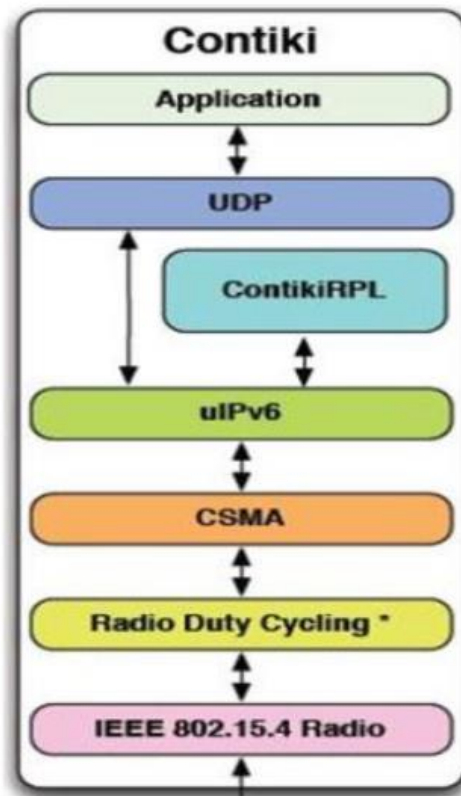 Contiki
Application
UDP
ContikiRPL
uIPv6
CSMA
Radio Duty Cycling *
IEEE 802.15.4 Radio